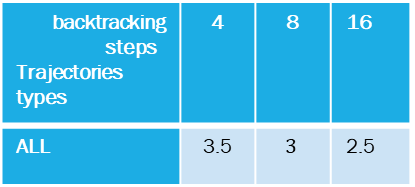 backtracking 4 8 16
steps
Trajectories
types
ALL 3.5 3 2.5